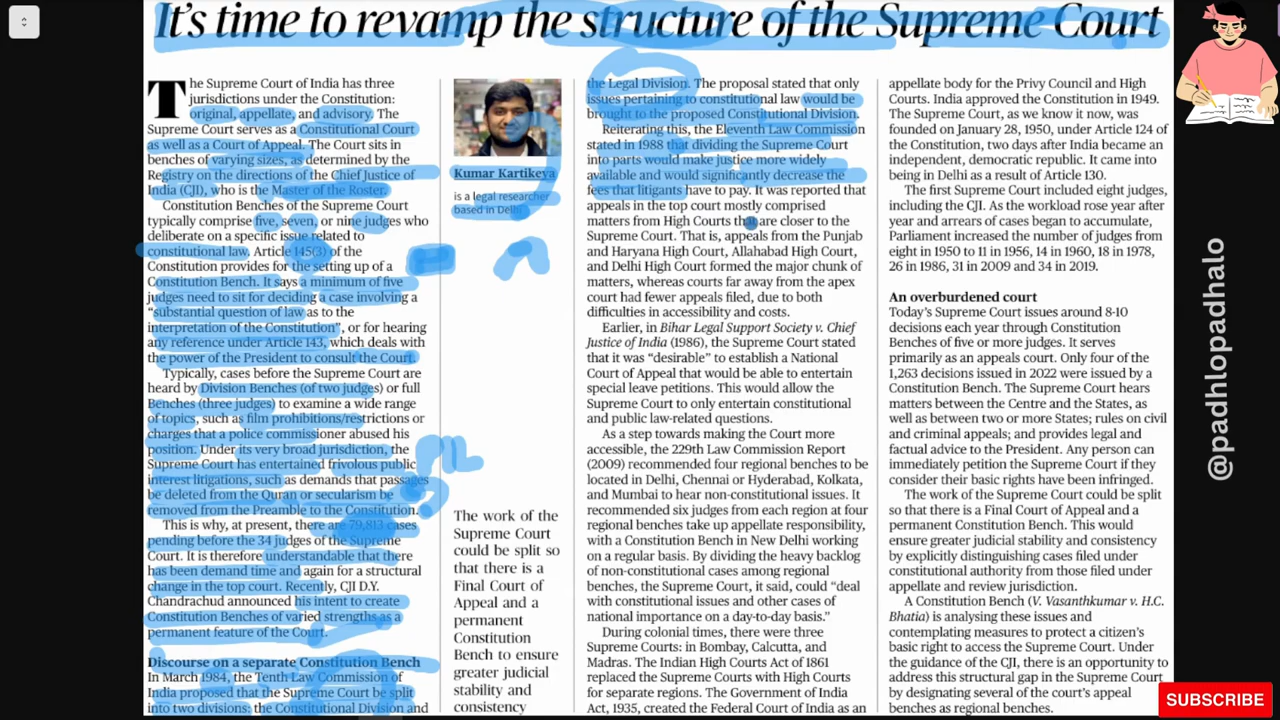 It's time to revamp the structure of the Supreme Court
The Supreme Court of India has three
jurisdictions under the Constitution:
original, appellate, and advisory. The
Supreme Court serves as a Constitutional Court
as well as a Court of Appeal. The Court sits in
benches of varying sizes, as determined by the
Registry on the directions of the Chief Justice of
India (CJI), who is the Master of the Roster.
Constitution Benches of the Supreme Court
typically comprise five, seven, or nine judges who
deliberate on a specific issue related to
constitutional law. Article 145(3) of the
Constitution provides for the setting up of a
Constitution Bench. It says a minimum of five
judges need to sit for deciding a case involving a
“substantial question of law as to the
interpretation of the Constitution”, or for hearing
any reference under Article 143, which deals with
the power of the President to consult the Court.
Typically, cases before the Supreme Court are
heard by Division Benches (of two judges) or full
Benches (three judges) to examine a wide range
of topics, such as film prohibitions/restrictions or
charges that a police commissioner abused his
position. Under its very broad jurisdiction, the
Supreme Court has entertained frivolous public
interest litigations, such as demands that passages
be deleted from the Quran or secularism be
removed from the Preamble to the Constitution.
This is why, at present, there are 79,813 cases
pending before the 34 judges of the Supreme
Court. It is therefore understandable that there
has been demand time and again for a structural
change in the top court. Recently, CJI D.Y.
Chandrachud announced his intent to create
Constitution Benches of varied strengths as a
permanent feature of the Court.
Discourse on a separate Constitution Bench
In March 1984, the Tenth Law Commission of
India proposed that the Supreme Court be split
into two divisions: the Constitutional Division and
Kumar Kartikeya
is a legal researcher
based in Delhi
The work of the
Supreme Court
could be split so
that there is a
Final Court of
Appeal and a
permanent
Constitution
Bench to ensure
greater judicial
stability and
consistency
the Legal Division. The proposal stated that only
issues pertaining to constitutional law would be
brought to the proposed Constitutional Division.
Reiterating this, the Eleventh Law Commission
stated in 1988 that dividing the Supreme Court
into parts would make justice more widely
available and would significantly decrease the
fees that litigants have to pay. It was reported that
appeals in the top court mostly comprised
matters from High Courts that are closer to the
Supreme Court. That is, appeals from the Punjab
and Haryana High Court, Allahabad High Court,
and Delhi High Court formed the major chunk of
matters, whereas courts far away from the apex
court had fewer appeals filed, due to both
difficulties in accessibility and costs.
Earlier, in Bihar Legal Support Society v. Chief
Justice of India (1986), the Supreme Court stated
that it was “desirable” to establish a National
Court of Appeal that would be able to entertain
special leave petitions. This would allow the
Supreme Court to only entertain constitutional
and public law-related questions.
As a step towards making the Court more
accessible, the 229th Law Commission Report
(2009) recommended four regional benches to be
located in Delhi, Chennai or Hyderabad, Kolkata,
and Mumbai to hear non-constitutional issues. It
recommended six judges from each region at four
regional benches take up appellate responsibility,
with a Constitution Bench in New Delhi working
on a regular basis. By dividing the heavy backlog
of non-constitutional cases among regional
benches, the Supreme Court, it said, could “deal
with constitutional issues and other cases of
national importance on a day-to-day basis.”
During colonial times, there were three
Supreme Courts: in Bombay, Calcutta, and
Madras. The Indian High Courts Act of 1861
replaced the Supreme Courts with High Courts
for separate regions. The Government of India
Act, 1935, created the Federal Court of India as an
appellate body for the Privy Council and High
Courts. India approved the Constitution in 1949.
The Supreme Court, as we know it now, was
founded on January 28, 1950, under Article 124 of
the Constitution, two days after India became an
independent, democratic republic. It came into
being in Delhi as a result of Article 130.
The first Supreme Court included eight judges,
including the CJI. As the workload rose year after
year and arrears of cases began to accumulate,
Parliament increased the number of judges from
eight in 1950 to 11 in 1956, 14 in 1960, 18 in 1978,
26 in 1986, 31 in 2009 and 34 in 2019.
An overburdened court
Today's Supreme Court issues around 8-10
decisions each year through Constitution
Benches of five or more judges. It serves
primarily as an appeals court. Only four of the
1,263 decisions issued in 2022 were issued by a
Constitution Bench. The Supreme Court hears
matters between the Centre and the States, as
well as between two or more States; rules on civil
and criminal appeals; and provides legal and
factual advice to the President. Any person can
immediately petition the Supreme Court if they
consider their basic rights have been infringed.
The work of the Supreme Court could be split
so that there is a Final Court of Appeal and a
permanent Constitution Bench. This would
ensure greater judicial stability and consistency
by explicitly distinguishing cases filed under
constitutional authority from those filed under
appellate and review jurisdiction.
A Constitution Bench (V. Vasanthkumar v. H.C.
Bhatia) is analysing these issues and
contemplating measures to protect a citizen's
basic right to access the Supreme Court. Under
the guidance of the CJI, there is an opportunity to
address this structural gap in the Supreme Court
by designating several of the court's appeal
benches as regional benches.
@padhlopadhalo
SUBSCRIBE